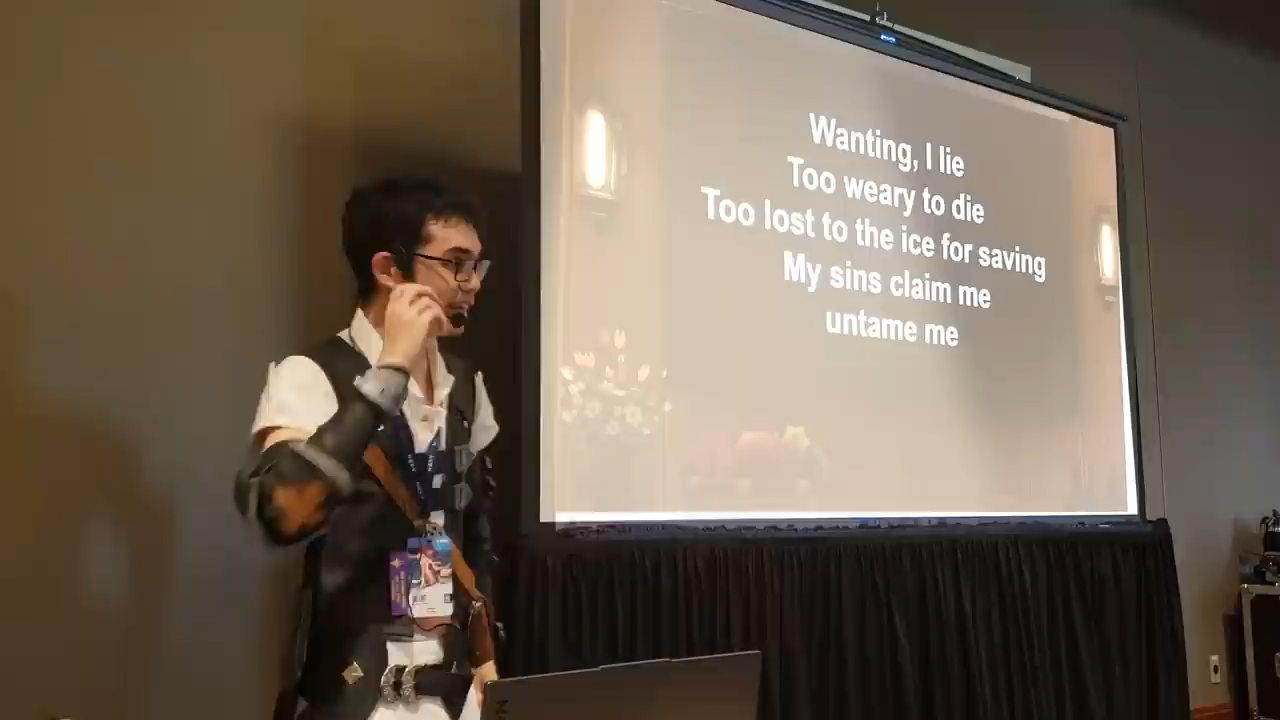 Wanting, I lie
Too weary to die
Too lost to the ice for saving
My sins claim me
untame me